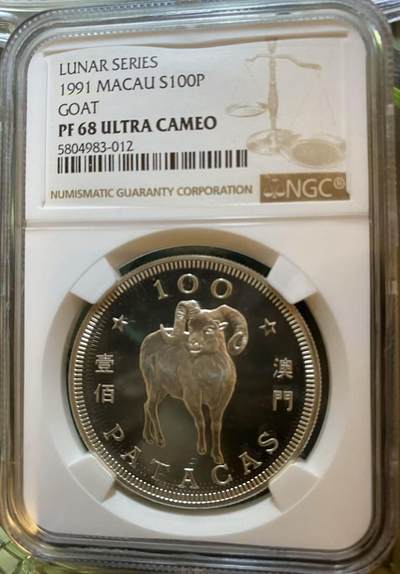 LUNAR SERIES
1991 MACAU S100P
GOAT
PF 68 ULTRA CAMEO
5804983-012
NUMISMATIC GUARANTY CORPORATION
NGC®
100
壹佰
澳門
PATACAS